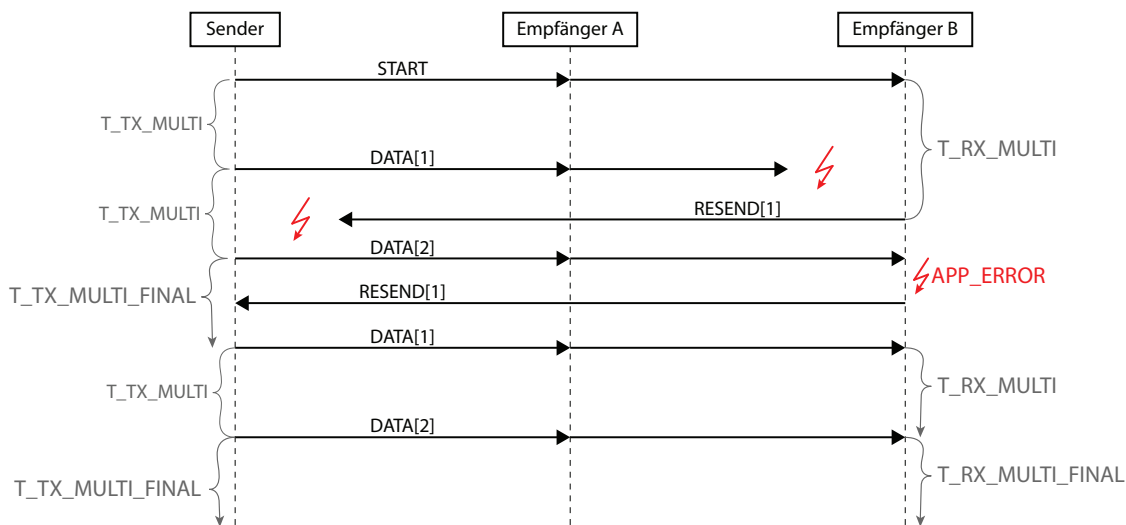 Sender
Empfänger A
Empfänger B
START
T_TX_MULTI
T_RX_MULTI
DATA[1]
RESEND[1]
T_TX_MULTI
DATA[2]
APP_ERROR
T_TX_MULTI_FINAL
RESEND[1]
DATA[1]
T_TX_MULTI
T_RX_MULTI
DATA[2]
T_TX_MULTI_FINAL
T_RX_MULTI_FINAL